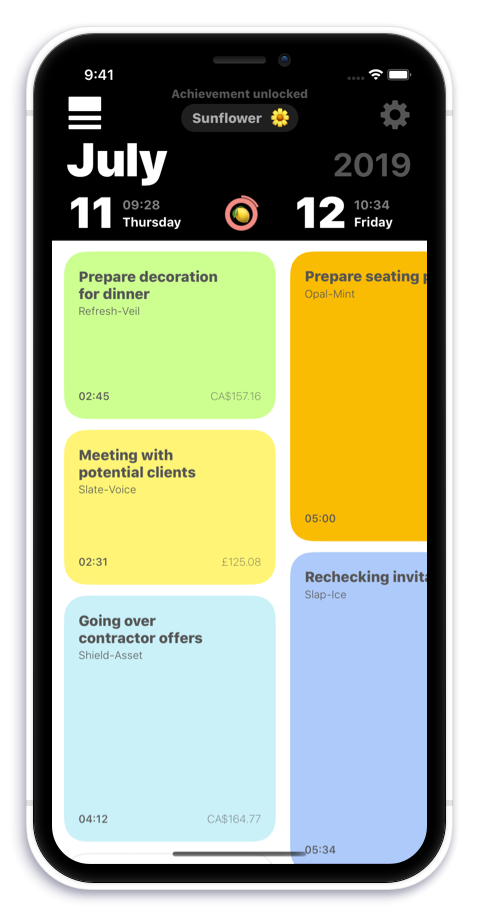 9:41
Achievement unlocked
Sunflower 🌼
July
2019
11
09:28
Thursday
12
10:34
Friday
Prepare decoration
for dinner
Refresh-Veil
02:45
CA$157.16
Meeting with
potential clients
Slate-Voice
02:31
£125.08
Going over
contractor offers
Shield-Asset
04:12
CA$164.77
Prepare seating
Opal-Mint
05:00
Rechecking
Slap-Ice
05:34